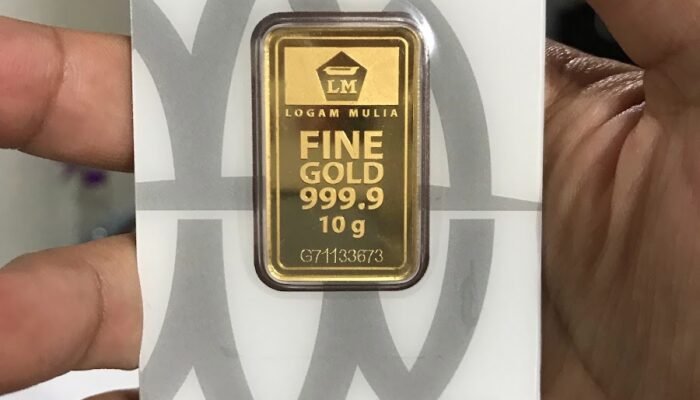 LM
LOGAM MULIA
FINE
GOLD
999.9
10 g
G71133673